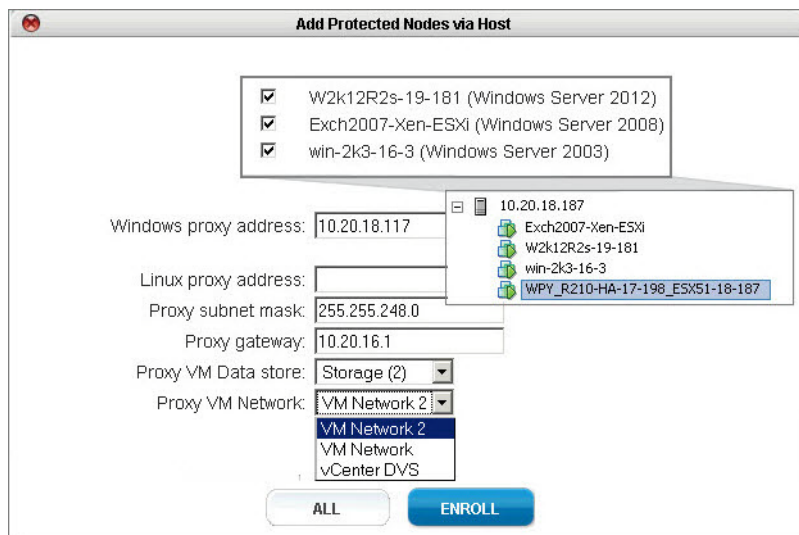 Add Protected Nodes via Host
W2k12R2s-19-181 (Windows Server 2012)
Exch2007-Xen-ESXi (Windows Server 2008)
win-2k3-16-3 (Windows Server 2003)
10.20.18.187
Exch2007-Xen-ESXi
W2k12R2s-19-181
win-2k3-16-3
WPY_R210-HA-17-198_ESX51-18-187
Windows proxy address: 10.20.18.117
Linux proxy address:
Proxy subnet mask: 255.255.248.0
Proxy gateway: 10.20.16.1
Proxy VM Data store: Storage (2)
Proxy VM Network: VM Network 2
VM Network 2
VM Network
vCenter DVS
ALL
ENROLL